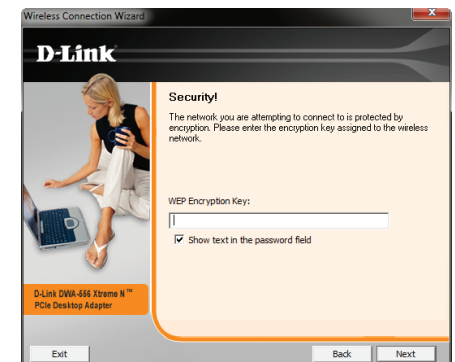 Wireless Connection Wizard
D-Link
Security!
The network you are attempting to connect to is protected by
encryption. Please enter the encryption key assigned to the wireless
network.
WEP Encryption Key:
Show text in the password field
D-Link DWA-556 Xtreme N™
PCIe Desktop Adapter
Exit
Back
Next